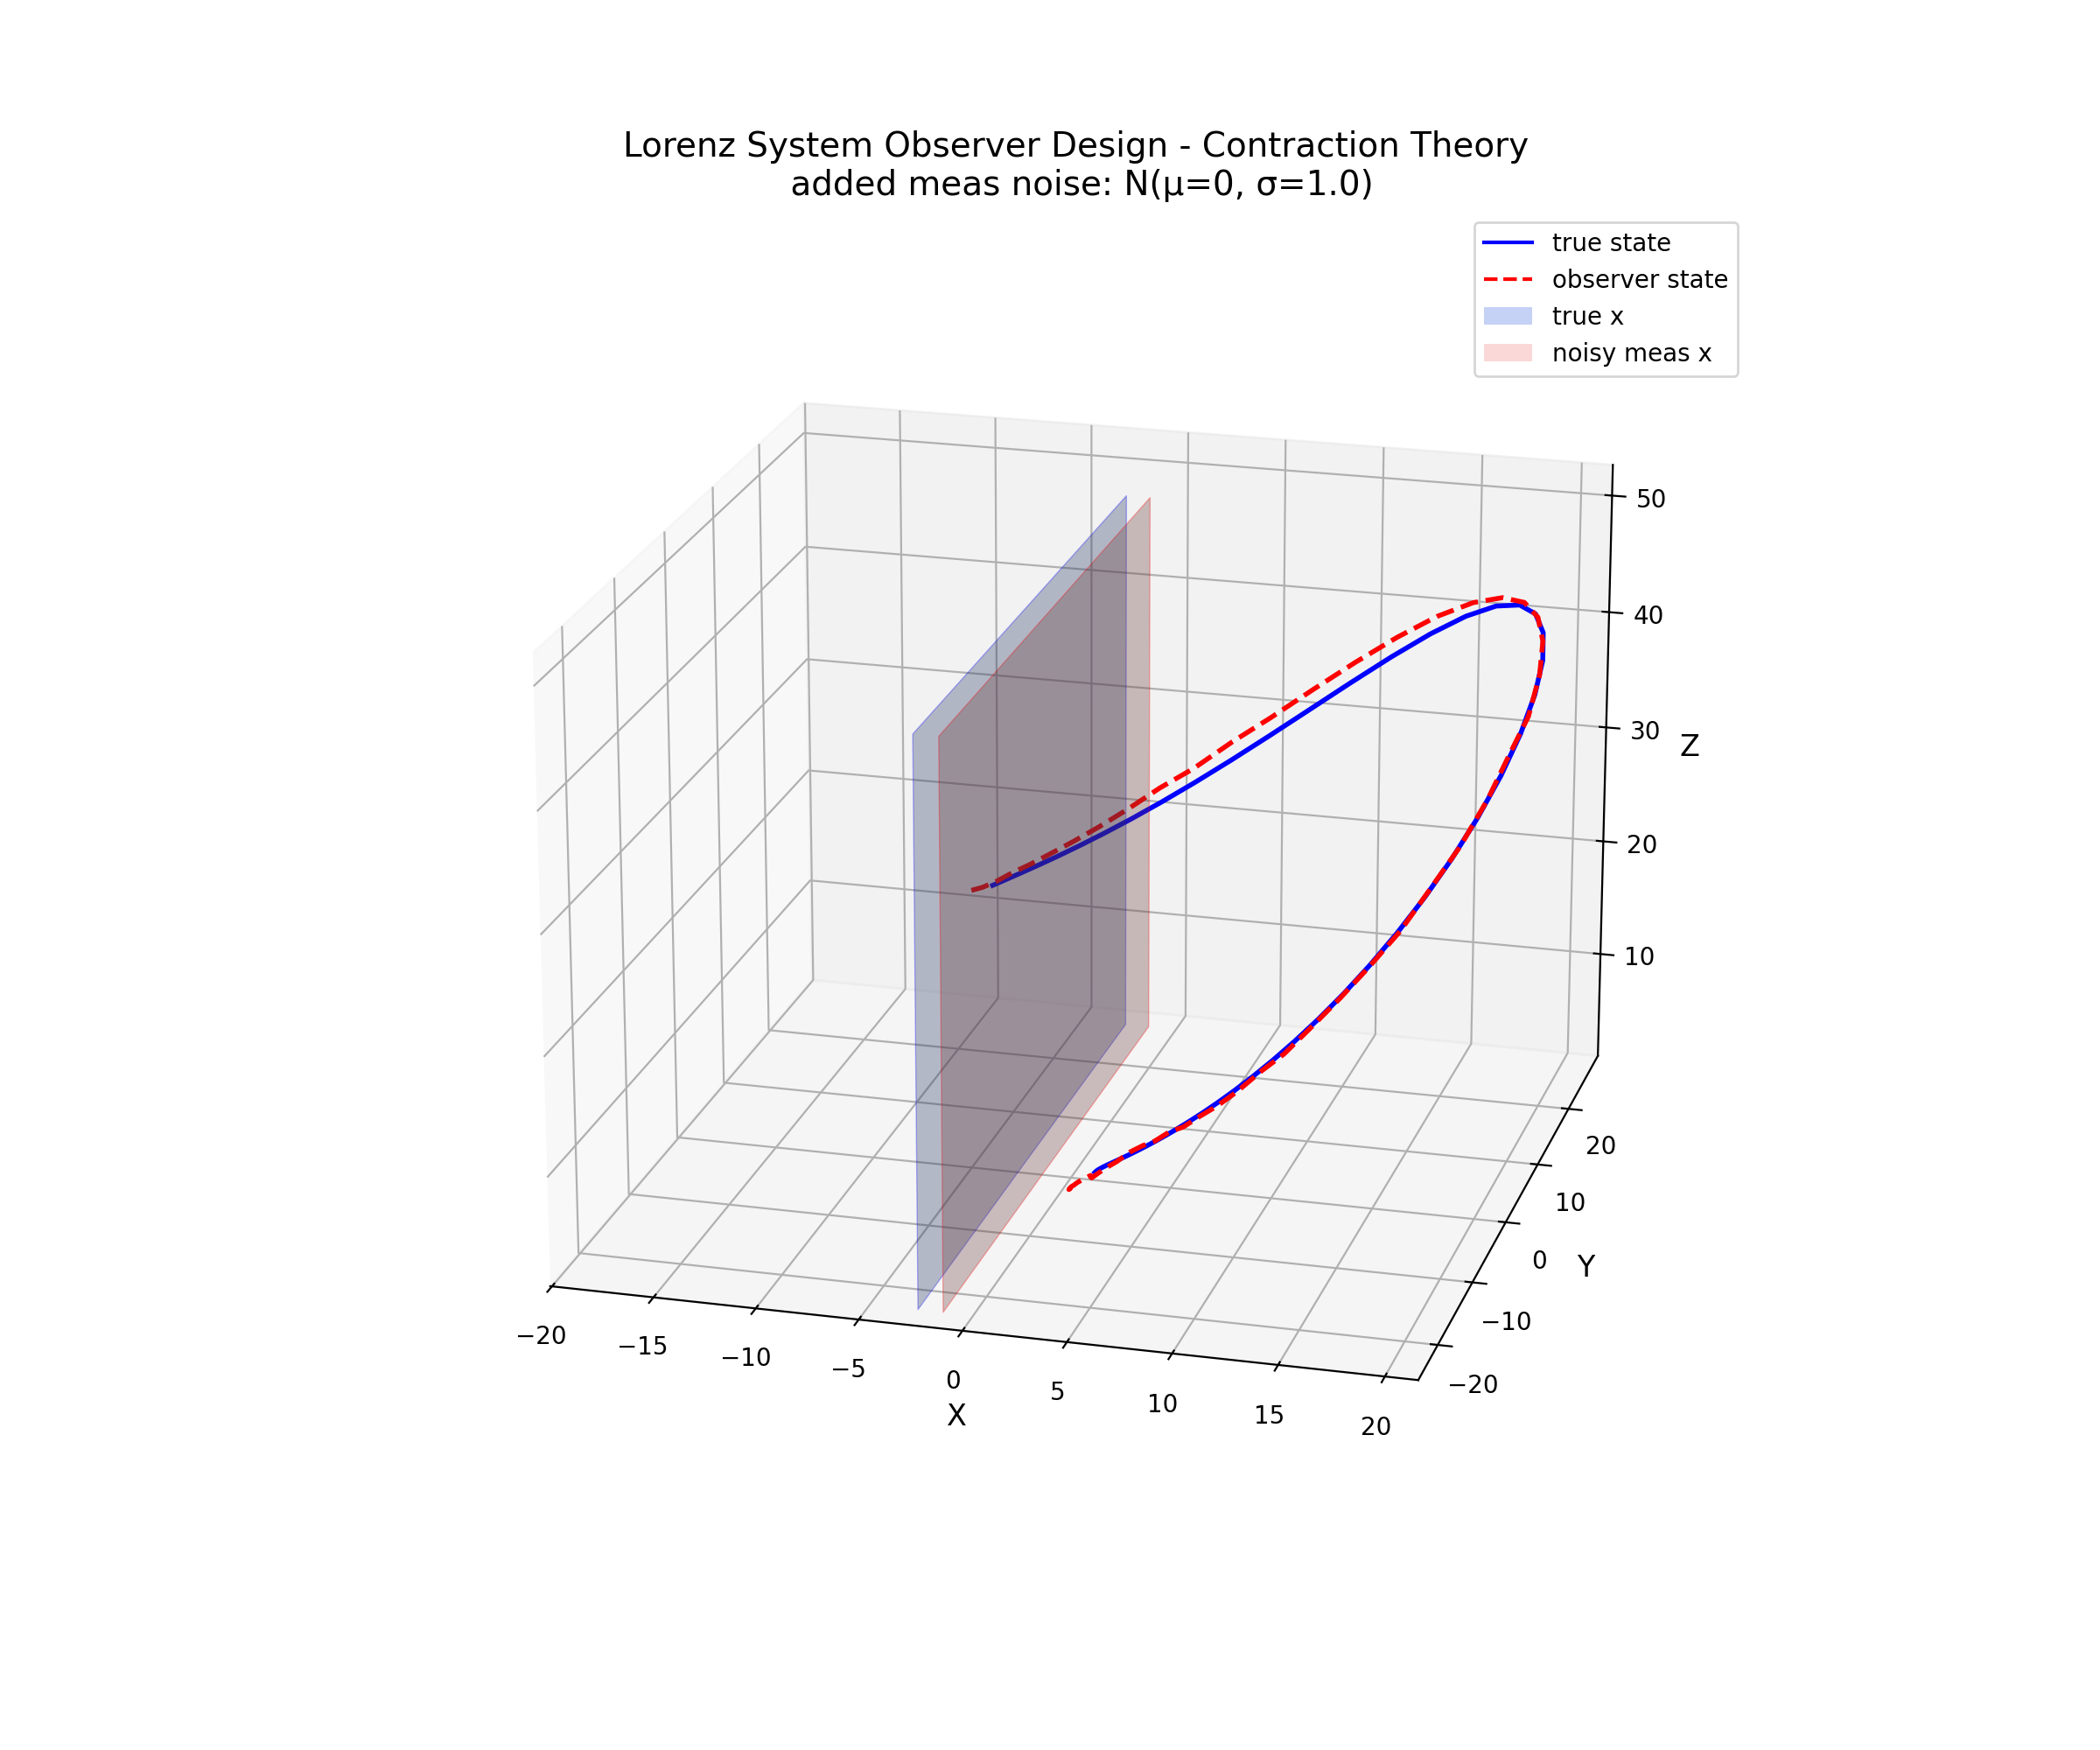 Lorenz System Observer Design - Contraction Theory
added meas noise: N(μ=0, σ=1.0)
true state
observer state
true x
noisy meas x
50
40
30
Z
20
10
20
10
0
Y
−10
−20
−20
−15
−10
−5
0
5
10
15
20
X